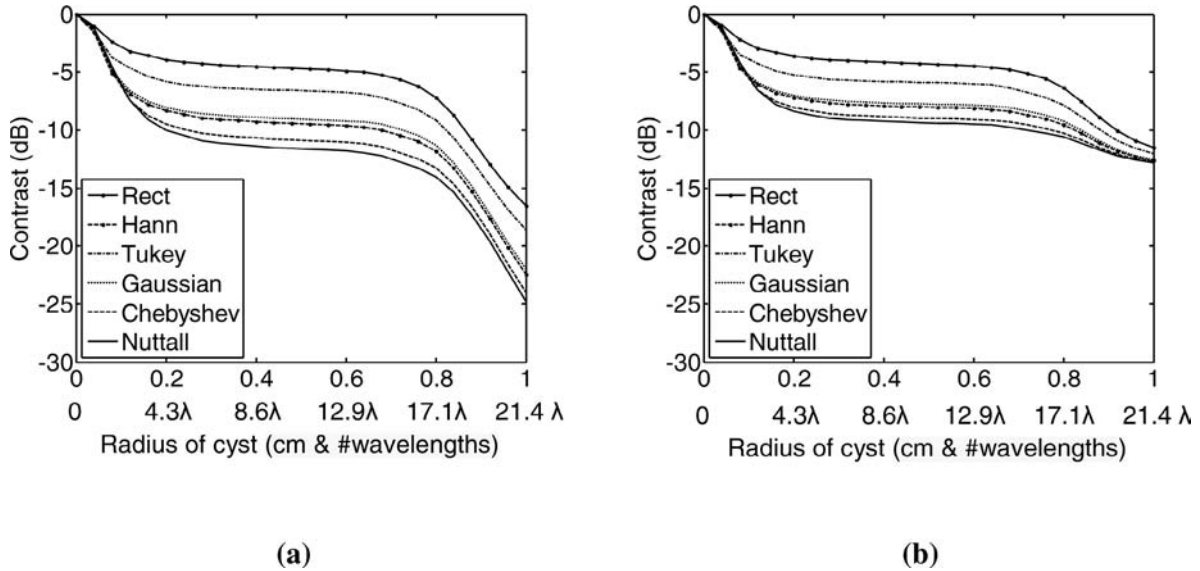 0
-5
-10
-15
-20
-25
-30
Contrast (dB)
Rect
Hann
Tukey
Gaussian
Chebyshev
Nuttall
0 0.2 0.4 0.6 0.8 1
0 4.3λ 8.6λ 12.9λ 17.1λ 21.4 λ
Radius of cyst (cm & #wavelengths)
(a)
0
-5
-10
-15
-20
-25
-30
Contrast (dB)
Rect
Hann
Tukey
Gaussian
Chebyshev
Nuttall
0 0.2 0.4 0.6 0.8 1
0 4.3λ 8.6λ 12.9λ 17.1λ 21.4 λ
Radius of cyst (cm & #wavelengths)
(b)